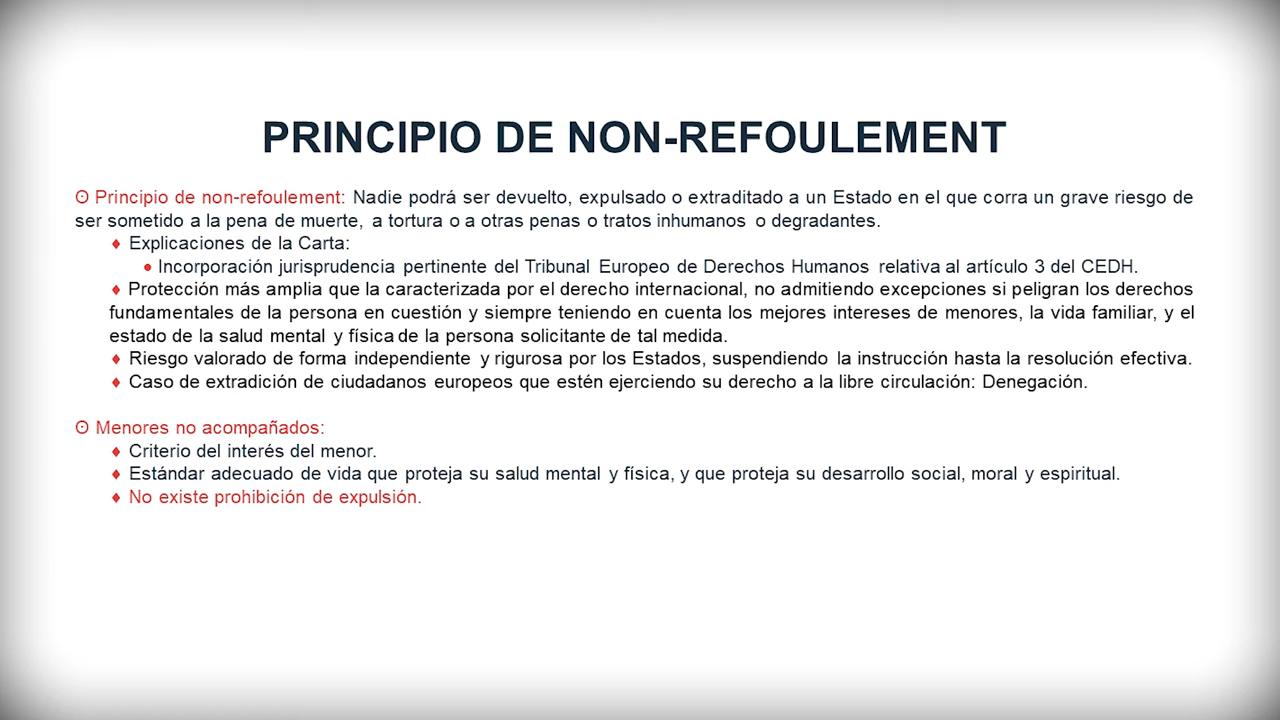 PRINCIPIO DE NON-REFOULEMENT
⊙ Principio de non-refoulement: Nadie podrá ser devuelto, expulsado o extraditado a un Estado en el que corra un grave riesgo de
ser sometido a la pena de muerte, a tortura o a otras penas o tratos inhumanos o degradantes.
♦ Explicaciones de la Carta:
• Incorporación jurisprudencia pertinente del Tribunal Europeo de Derechos Humanos relativa al artículo 3 del CEDH.
♦ Protección más amplia que la caracterizada por el derecho internacional, no admitiendo excepciones si peligran los derechos
fundamentales de la persona en cuestión y siempre teniendo en cuenta los mejores intereses de menores, la vida familiar, y el
estado de la salud mental y física de la persona solicitante de tal medida.
♦ Riesgo valorado de forma independiente y rigurosa por los Estados, suspendiendo la instrucción hasta la resolución efectiva.
♦ Caso de extradición de ciudadanos europeos que estén ejerciendo su derecho a la libre circulación: Denegación.
⊙ Menores no acompañados:
♦ Criterio del interés del menor.
♦ Estándar adecuado de vida que proteja su salud mental y física, y que proteja su desarrollo social, moral y espiritual.
♦ No existe prohibición de expulsión.